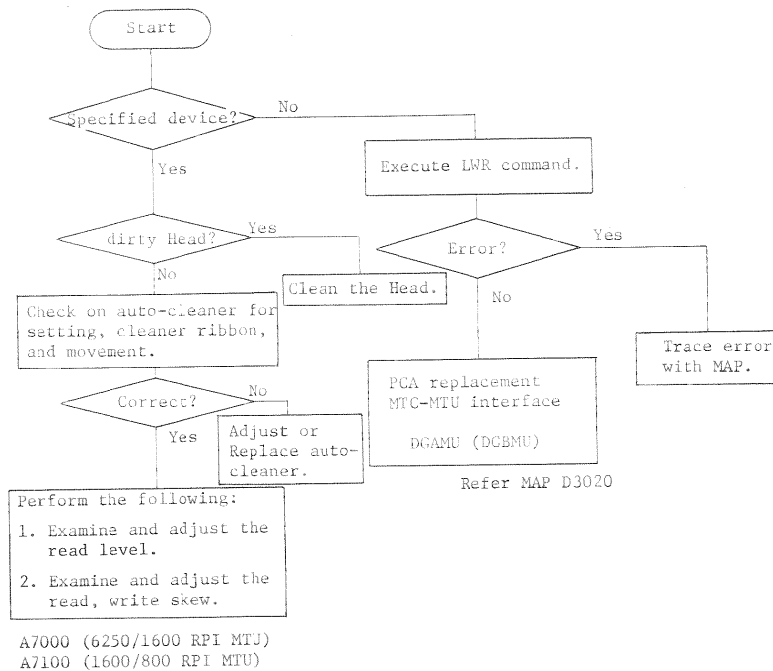 Start
Specified device?
No
Yes
Execute LWR command.
dirty Head?
Yes
No
Clean the Head.
Error?
Yes
No
Check on auto-cleaner for
setting, cleaner ribbon,
and movement.
Trace error
with MAP.
PCA replacement
MTC-MTU interface
DGAMU (DGBMU)
Refer MAP D3020
Correct?
No
Yes
Adjust or
Replace auto-
cleaner.
Perform the following:
1. Examine and adjust the
read level.
2. Examine and adjust the
read, write skew.
A7000 (6250/1600 RPI MTU)
A7100 (1600/800 RPI MTU)